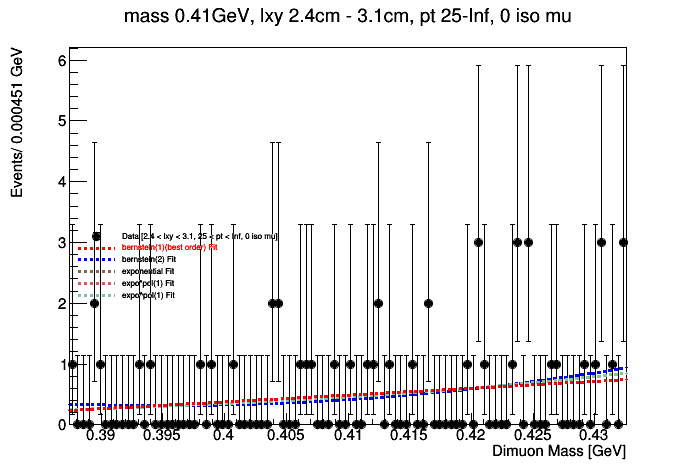 mass 0.41GeV, lxy 2.4cm - 3.1cm, pt 25-Inf, 0 iso mu
Events/ 0.000451 GeV
6
5
4
3
2
1
0
Data [2.4 < lxy < 3.1, 25 < pt < Inf, 0 iso mu]
bernstein(1)(best order) Fit
bernstein(2) Fit
exponential Fit
expo*pol(1) Fit
expo*pol(1) Fit
0.39 0.395 0.4 0.405 0.41 0.415 0.42 0.425 0.43
Dimuon Mass [GeV]